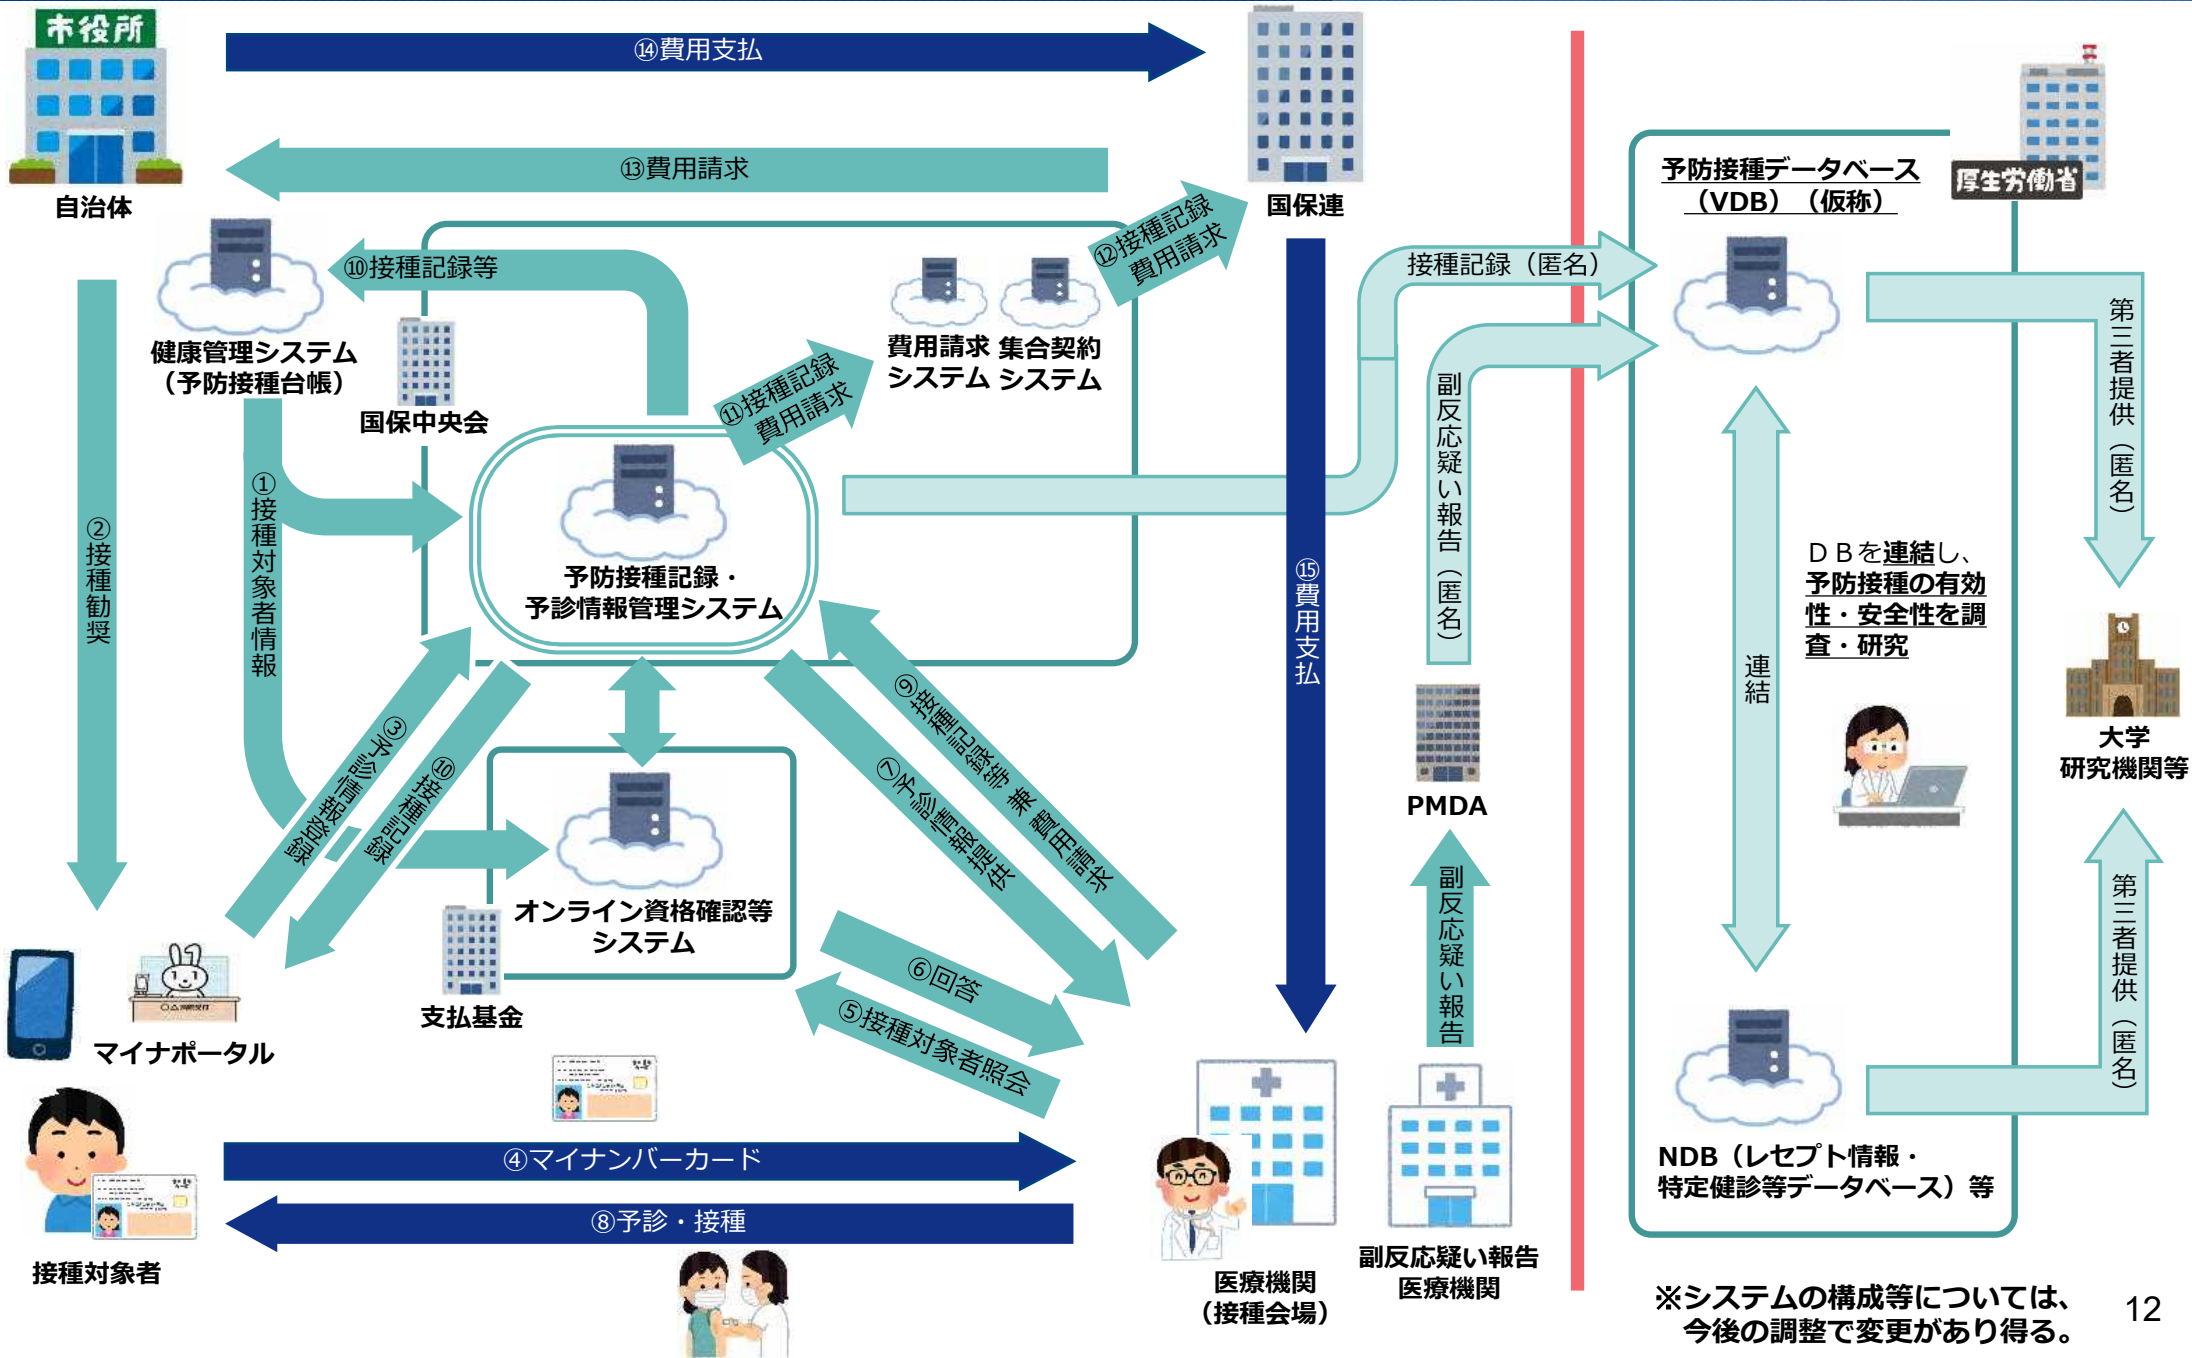 市役所
自治体
⑭費用支払
⑬費用請求
国保連
健康管理システム
（予防接種台帳）
⑩接種記録等
国保中央会
⑪接種記録
費用請求
費用請求
システム
集合契約
システム
⑫接種記録
費用請求
予防接種記録・
予診情報管理システム
①接種対象者情報
②接種勧奨
③予診情報登録
⑩接種記録
オンライン資格確認等
システム
支払基金
⑦予診情報提供
⑨接種記録等 兼 費用請求
⑥回答
⑤接種対象者照会
⑮費用支払
マイナポータル
④マイナンバーカード
⑧予診・接種
接種対象者
医療機関
（接種会場）
副反応疑い報告
医療機関
副反応疑い報告
PMDA
副反応疑い報告（匿名）
接種記録（匿名）
予防接種データベース
（VDB）（仮称）
厚生労働省
第三者提供（匿名）
連結
ＤＢを連結し、
予防接種の有効
性・安全性を調
査・研究
大学
研究機関等
第三者提供（匿名）
NDB（レセプト情報・
特定健診等データベース）等
※システムの構成等については、
今後の調整で変更があり得る。
12